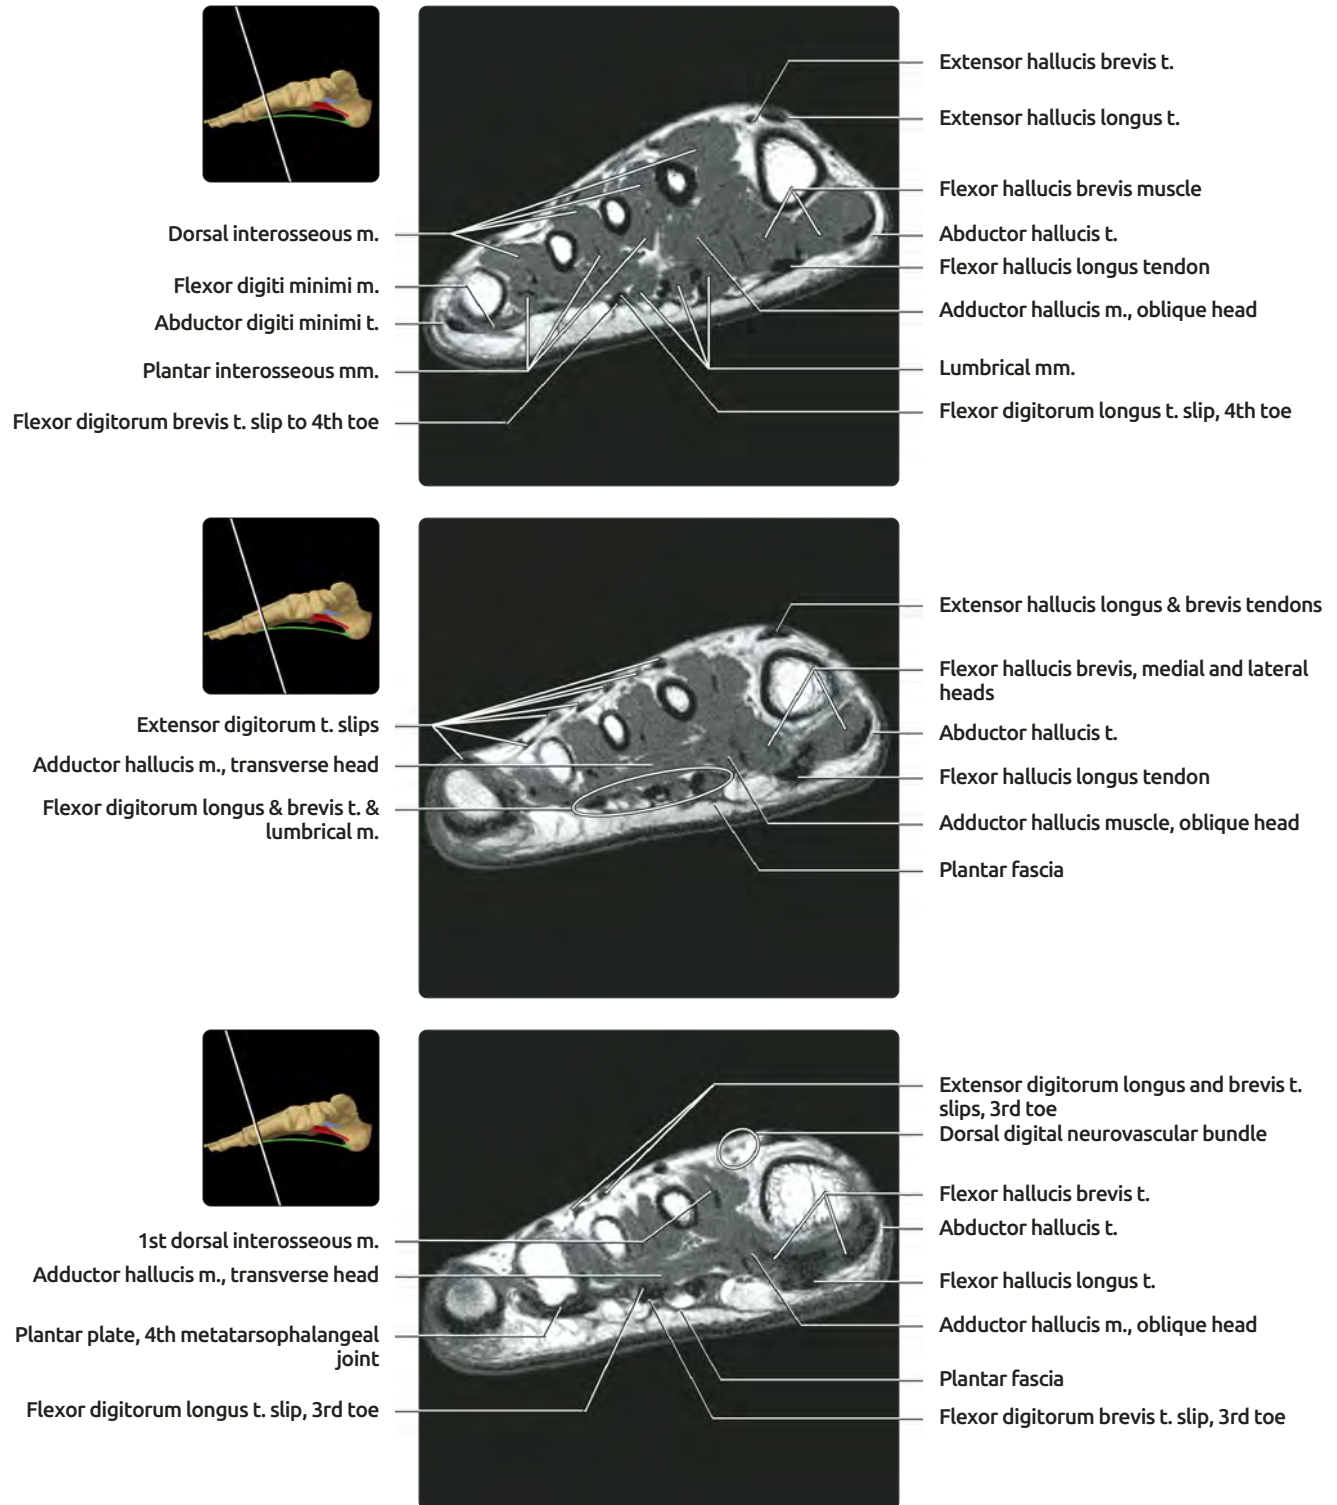 Extensor hallucis brevis t.
Extensor hallucis longus t.
Flexor hallucis brevis muscle
Dorsal interosseous m.
Abductor hallucis t.
Flexor hallucis longus tendon
Flexor digiti minimi m.
Adductor hallucis m., oblique head
Abductor digiti minimi t.
Plantar interosseous mm.
Lumbrical mm.
Flexor digitorum longus t. slip, 4th toe
Flexor digitorum brevis t. slip to 4th toe
Extensor hallucis longus & brevis tendons
Flexor hallucis brevis, medial and lateral
heads
Extensor digitorum t. slips
Abductor hallucis t.
Adductor hallucis m., transverse head
Flexor hallucis longus tendon
Flexor digitorum longus & brevis t. &
lumbrical m.
Adductor hallucis muscle, oblique head
Plantar fascia
Extensor digitorum longus and brevis t.
slips, 3rd toe
Dorsal digital neurovascular bundle
Flexor hallucis brevis t.
Abductor hallucis t.
1st dorsal interosseous m.
Adductor hallucis m., transverse head
Flexor hallucis longus t.
Adductor hallucis m., oblique head
Plantar plate, 4th metatarsophalangeal
joint
Plantar fascia
Flexor digitorum longus t. slip, 3rd toe
Flexor digitorum brevis t. slip, 3rd toe